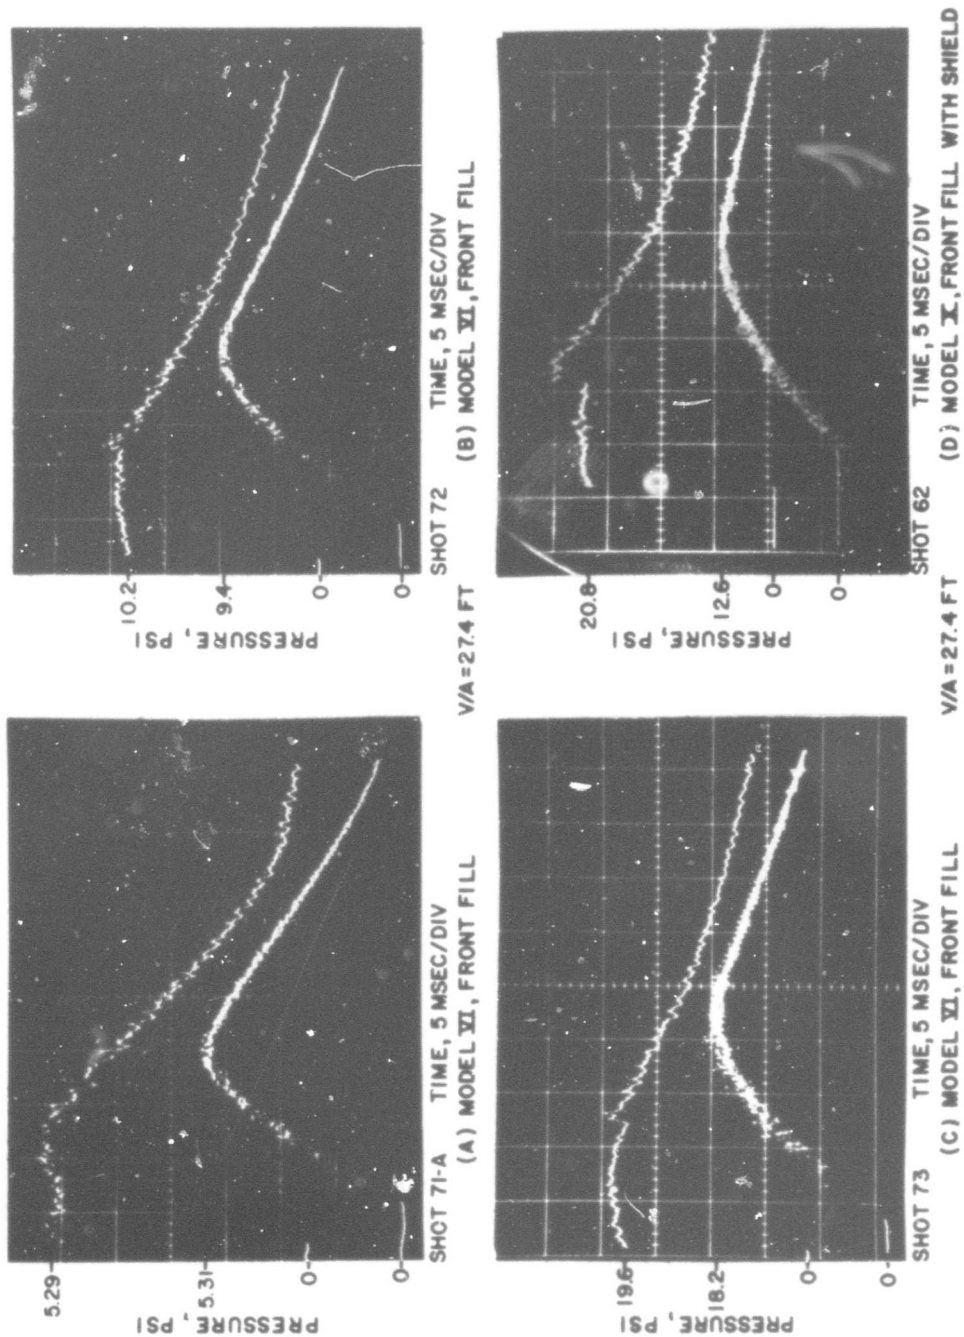 PRESSURE, PSI
5.29
5.31
0
0
SHOT 71-A TIME, 5 MSEC/DIV
(A) MODEL VI, FRONT FILL
V/A=27.4 FT
PRESSURE, PSI
10.2
9.4
0
0
SHOT 72 TIME, 5 MSEC/DIV
(B) MODEL VI, FRONT FILL
PRESSURE, PSI
19.6
18.2
0
0
SHOT 73 TIME, 5 MSEC/DIV
(C) MODEL VI, FRONT FILL
V/A=27.4 FT
PRESSURE, PSI
20.8
12.6
0
0
SHOT 62 TIME, 5 MSEC/DIV
(D) MODEL X, FRONT FILL WITH SHIELD